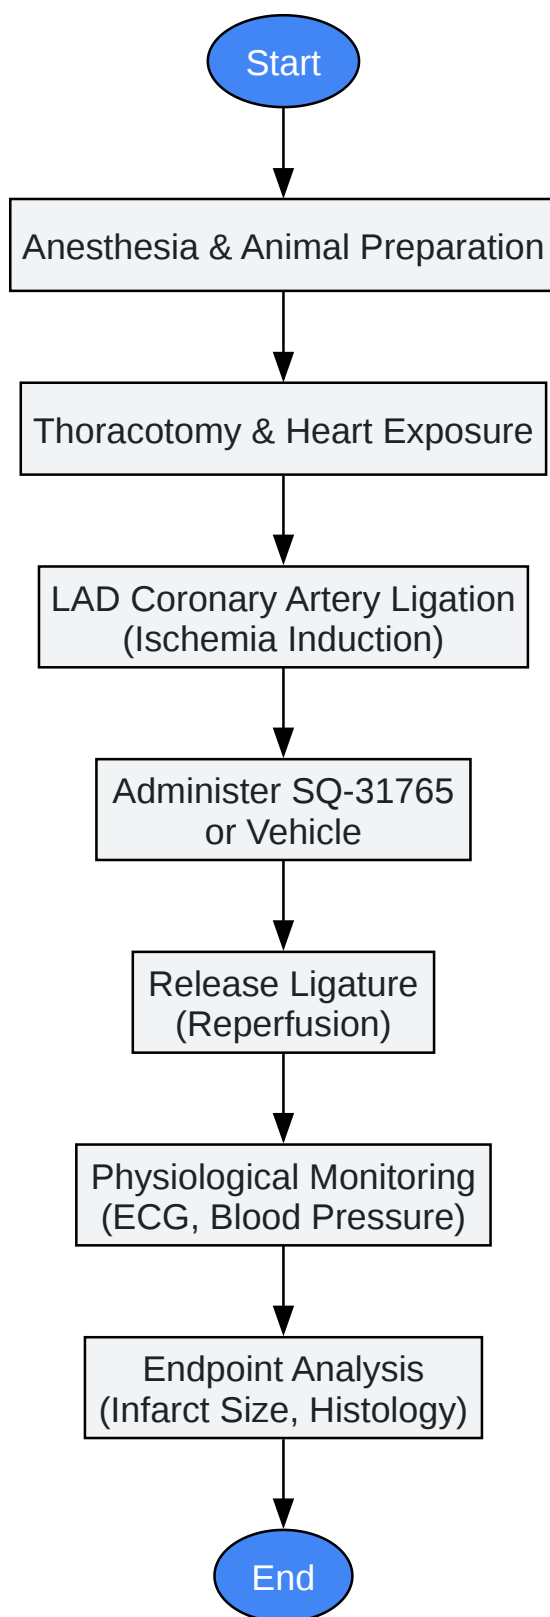 Start
Anesthesia & Animal Preparation
Thoracotomy & Heart Exposure
LAD Coronary Artery Ligation
(Ischemia Induction)
Administer SQ-31765
or Vehicle
Release Ligature
(Reperfusion)
Physiological Monitoring
(ECG, Blood Pressure)
Endpoint Analysis
(Infarct Size, Histology)
End